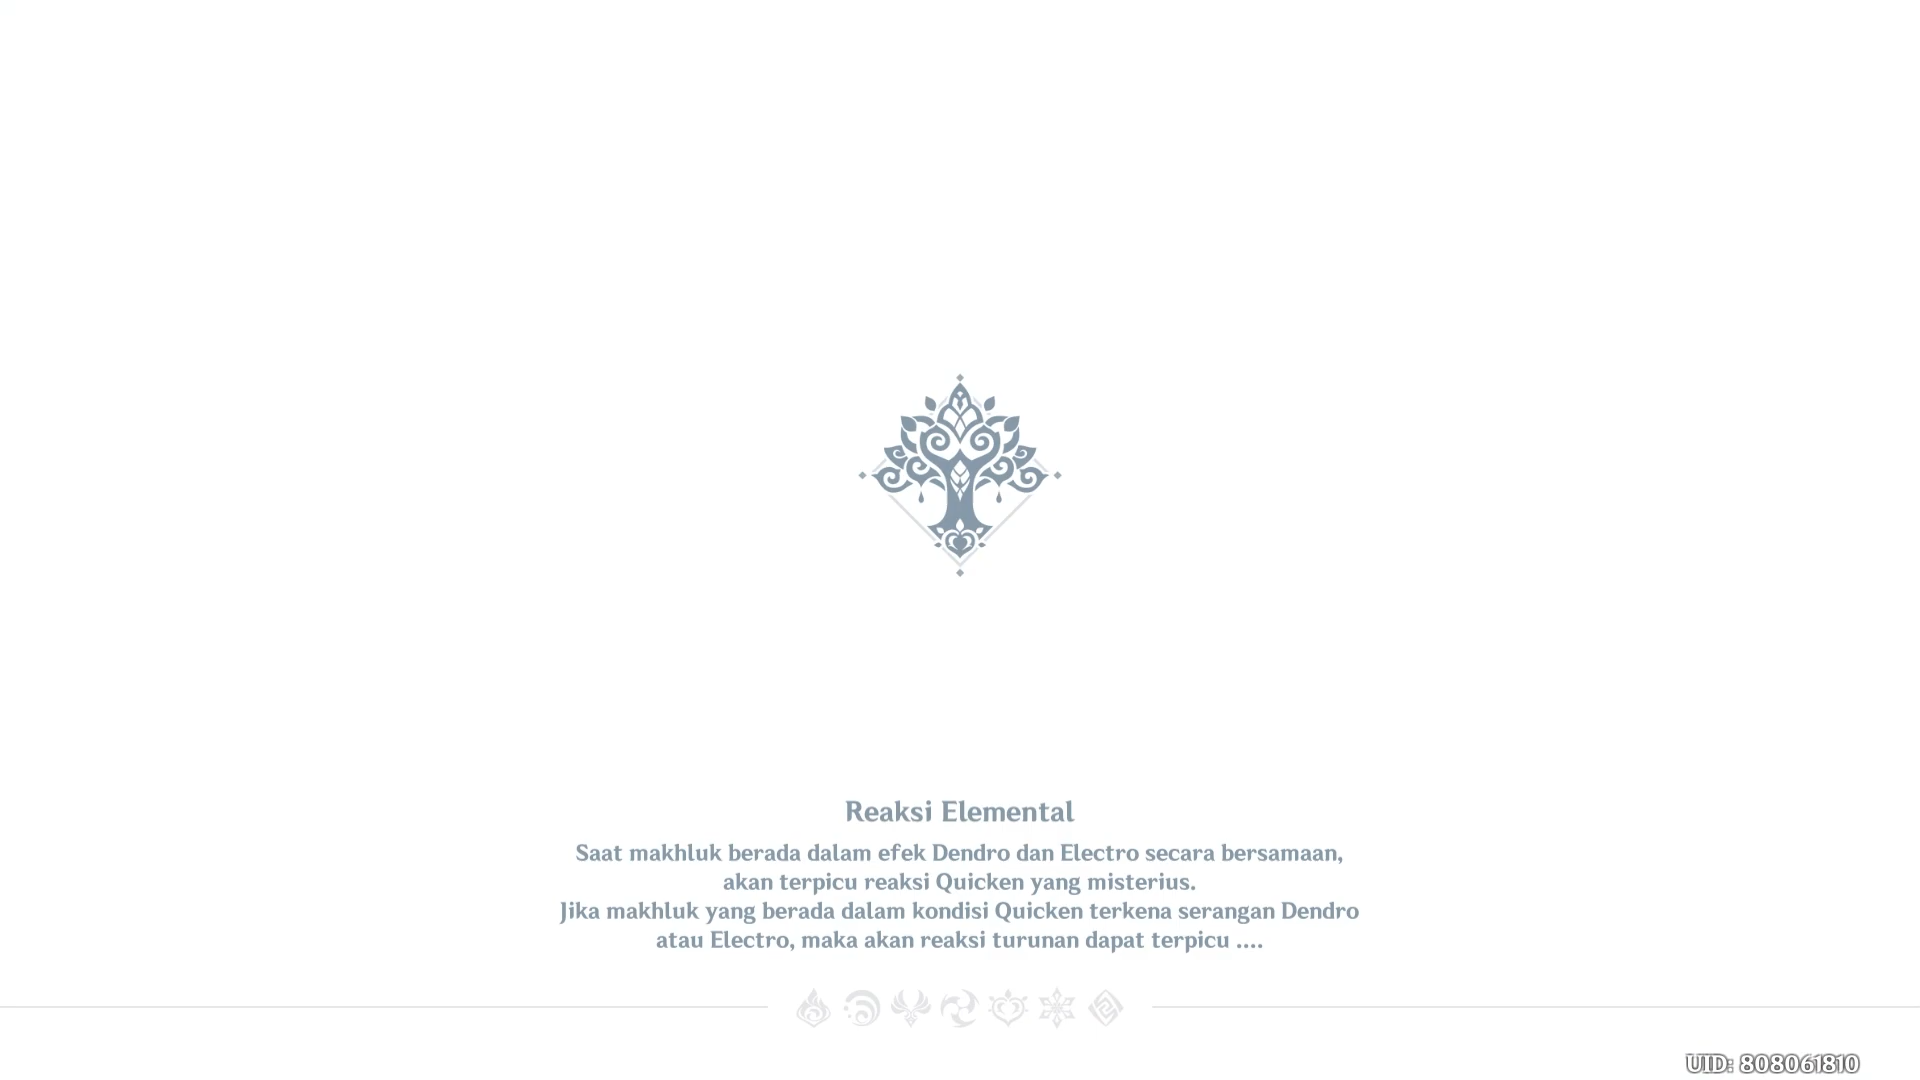 Reaksi Elemental
Saat makhluk berada dalam efek Dendro dan Electro secara bersamaan,
akan terpicu reaksi Quicken yang misterius.
Jika makhluk yang berada dalam kondisi Quicken terkena serangan Dendro
atau Electro, maka akan reaksi turunan dapat terpicu ....
UID: 808061810